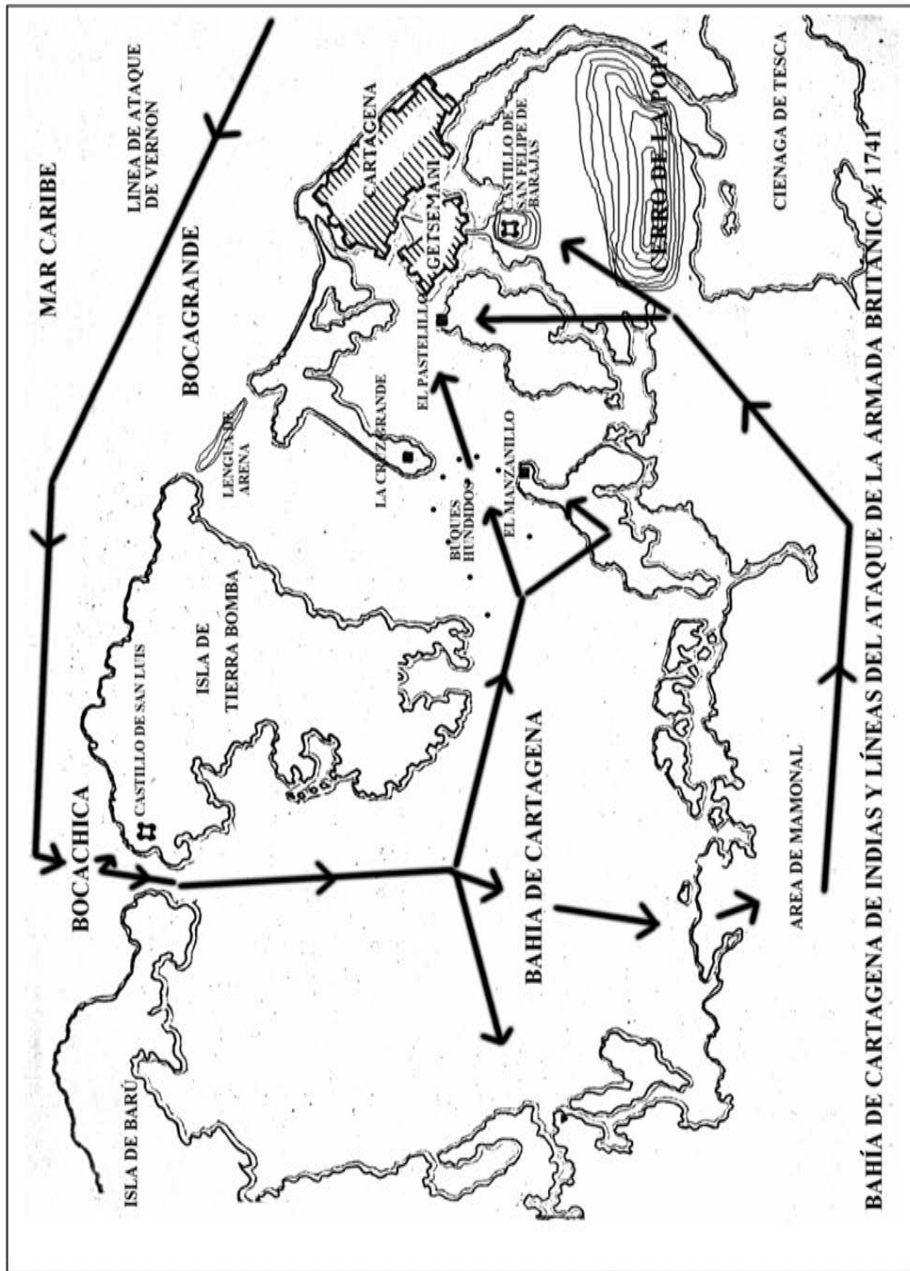 MAR CARIBE
LINEA DE ATAQUE
DE VERNON
BOCAGRANDE
CARTAGENA
GETSEMANI
CASTILLO DE
SAN FELIPE DE
BARAJAS
CERRO DE LA POPA
CIENAGA DE TESCA
LENGUA DE
ARENA
LA CRUZGRANDE
EL PASTELILLO
BUQUES
HUNDIDOS
EL MANZANILLO
ISLA DE
TIERRA BOMBA
CASTILLO DE SAN LUIS
BOCACHICA
ISLA DE BARÚ
BAHIA DE CARTAGENA
AREA DE MAMONAL
BAHÍA DE CARTAGENA DE INDIAS Y LÍNEAS DEL ATAQUE DE LA ARMADA BRITANICA. 1741